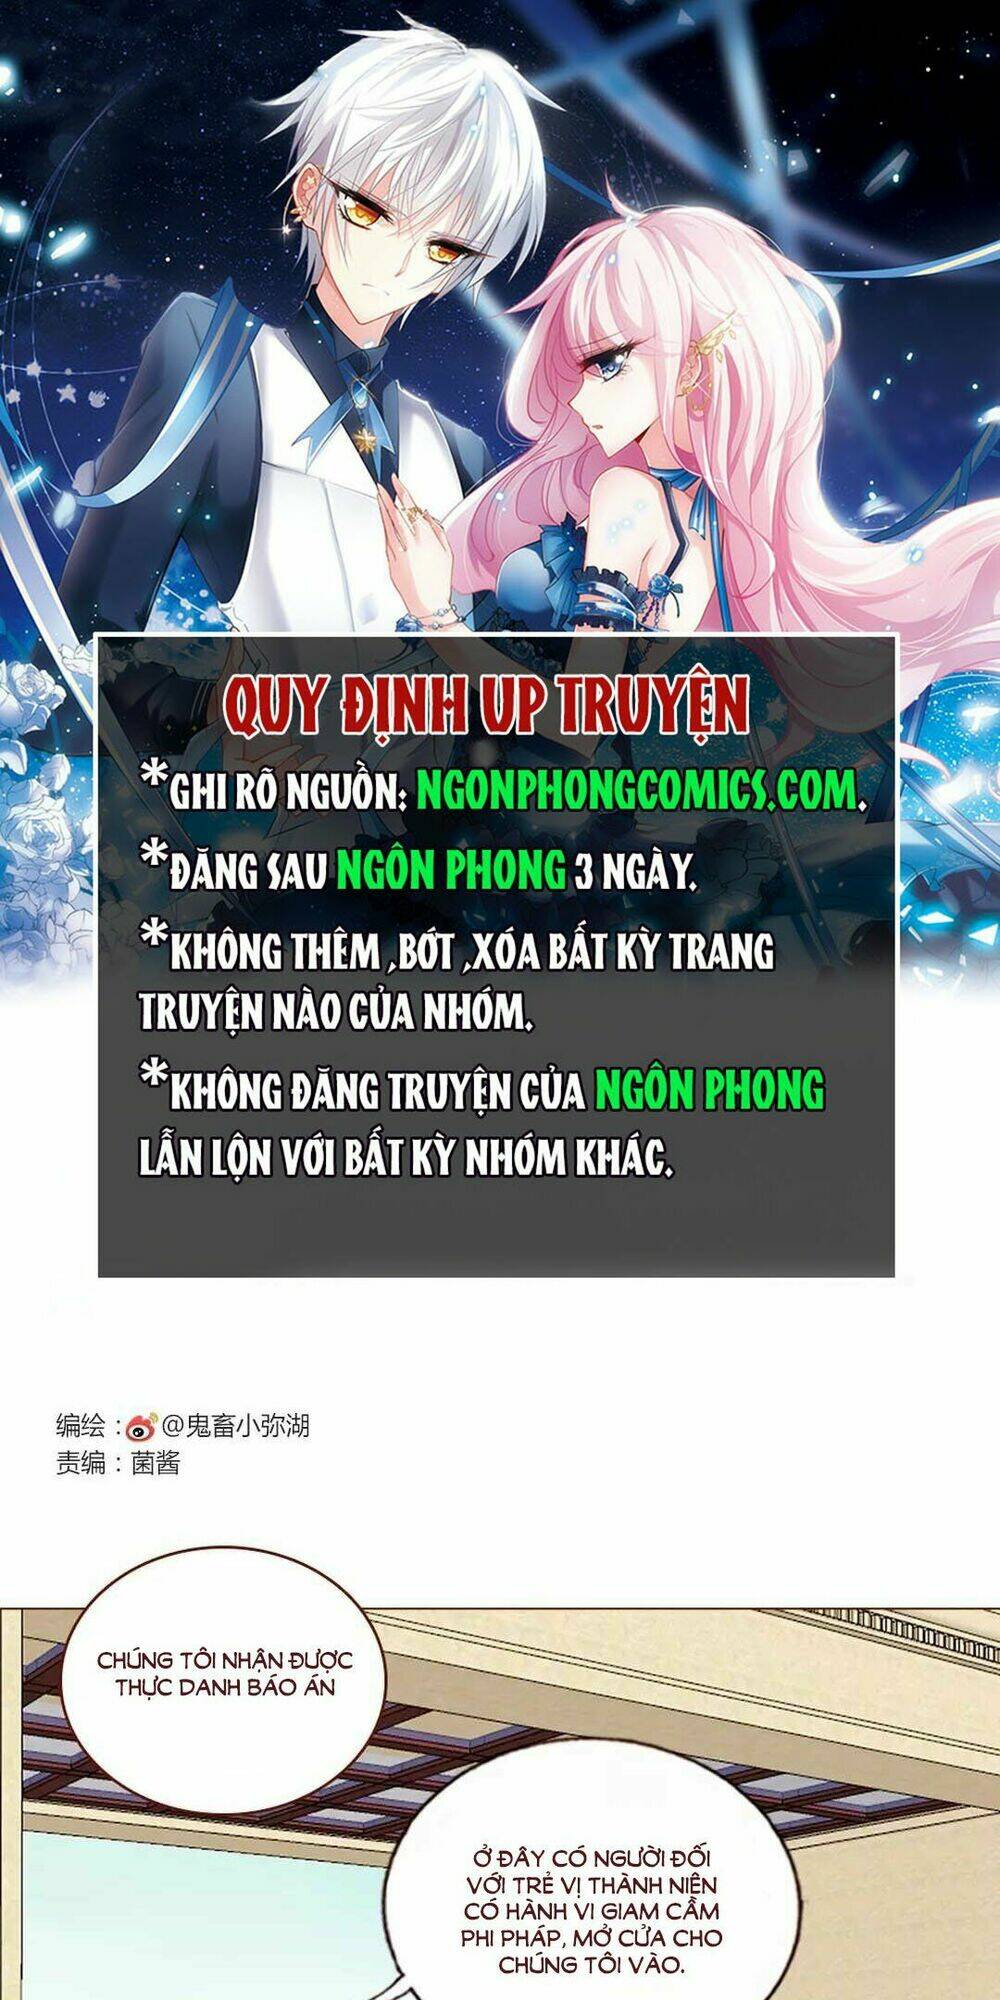 QUY ĐỊNH UP TRUYỆN
*GHI RÕ NGUỒN: NGONPHONGCOMICS.COM.
*ĐĂNG SAU NGÔN PHONG 3 NGÀY.
*KHÔNG THÊM ,BỚT ,XÓA BẤT KỲ TRANG
TRUYỆN NÀO CỦA NHÓM.
*KHÔNG ĐĂNG TRUYỆN CỦA NGÔN PHONG
LẪN LỘN VỚI BẤT KỲ NHÓM KHÁC.
编绘：@鬼畜小弥湖
责编：菌酱
CHÚNG TÔI NHẬN ĐƯỢC
THỰC DANH BÁO ÁN
Ở ĐÂY CÓ NGƯỜI ĐỐI
VỚI TRẺ VỊ THÀNH NIÊN
CÓ HÀNH VI GIAM CẦM
PHI PHÁP, MỞ CỬA CHO
CHÚNG TÔI VÀO.